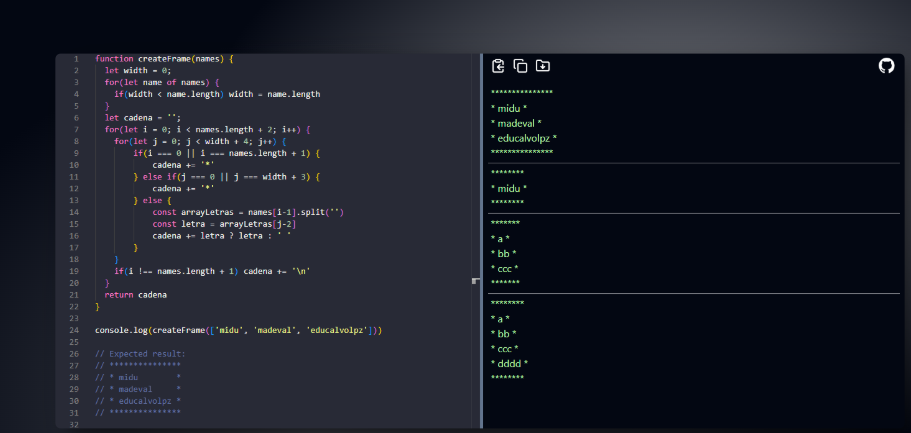 1 function createFrame(names) {
2 let width = 0;
3 for(let name of names) {
4 if(width < name.length) width = name.length
5 }
6 let cadena = '';
7 for(let i = 0; i < names.length + 2; i++) {
8 for(let j = 0; j < width + 4; j++) {
9 if(i === 0 || i === names.length + 1) {
10 cadena += '*'
11 } else if(j === 0 || j === width + 3) {
12 cadena += '*'
13 } else {
14 const arrayLetras = names[i-1].split('')
15 const letra = arrayLetras[j-2]
16 cadena += letra ? letra : ' '
17 }
18 }
19 if(i !== names.length + 1) cadena += '\n'
20 }
21 return cadena
22 }
23
24 console.log(createFrame(['midu', 'madeval', 'educalvolpz']))
25
26 // Expected result:
27 // ***************
28 // * midu        *
29 // * madeval     *
30 // * educalvolpz *
31 // ***************
32
***************
* midu *
* madeval *
* educalvolpz *
***************
********
* midu *
********
*******
* a *
* bb *
* ccc *
*******
********
* a *
* bb *
* ccc *
* dddd *
********